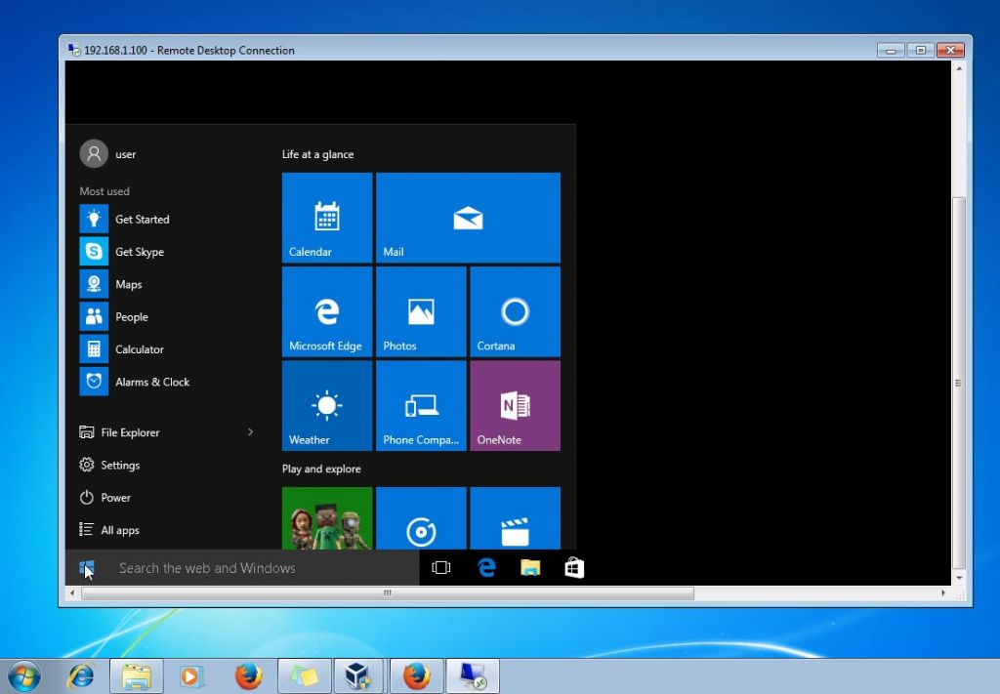 192.168.1.100 - Remote Desktop Connection
user
Most used
Get Started
Get Skype
Maps
People
Calculator
Alarms & Clock
File Explorer
Settings
Power
All apps
Life at a glance
Calendar
Mail
Microsoft Edge
Photos
Cortana
Weather
Phone Compa...
OneNote
Play and explore
Search the web and Windows